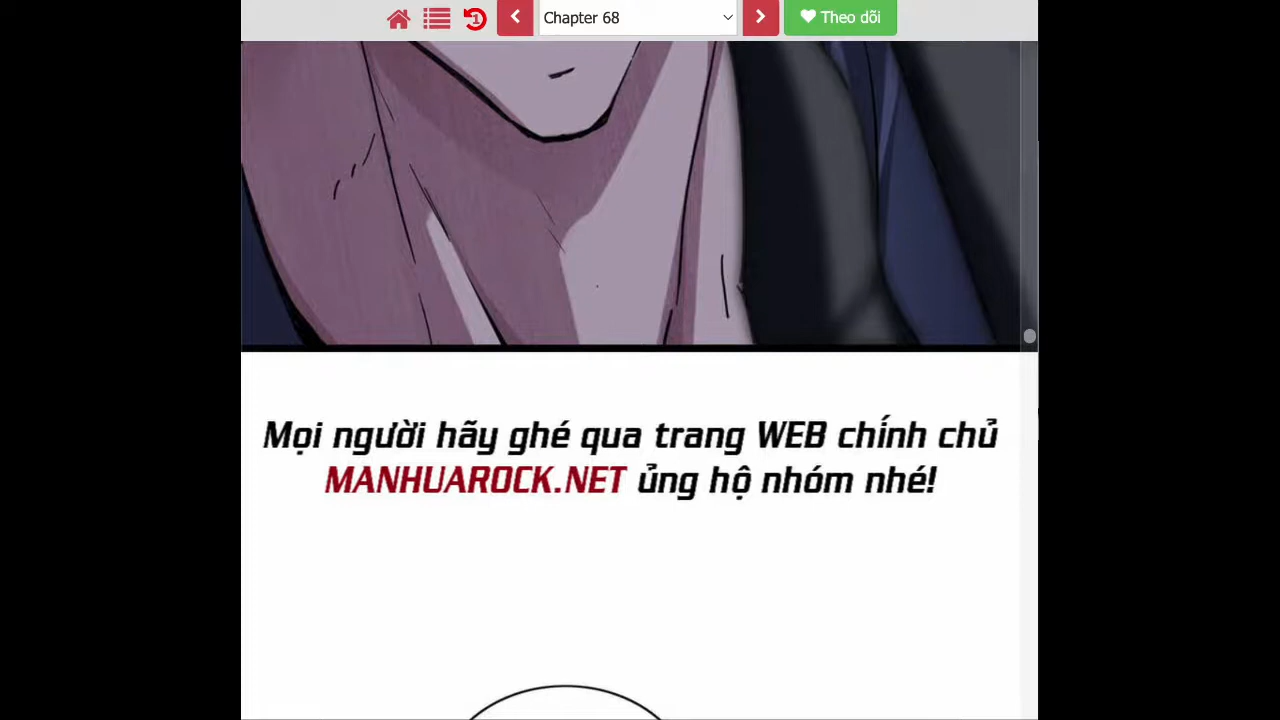 1
Chapter 68
Theo dõi
Mọi người hãy ghé qua trang WEB chính chủ
MANHUAROCK.NET ủng hộ nhóm nhé!